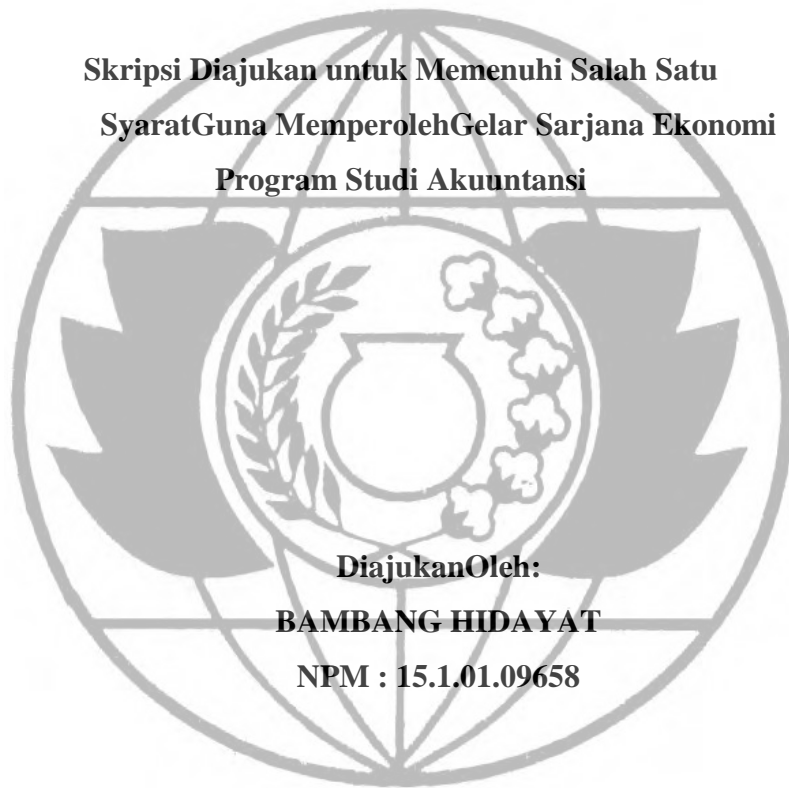 Skripsi Diajukan untuk Memenuhi Salah Satu
SyaratGuna MemperolehGelar Sarjana Ekonomi
Program Studi Akuuntansi
DiajukanOleh:
BAMBANG HIDAYAT
NPM : 15.1.01.09658